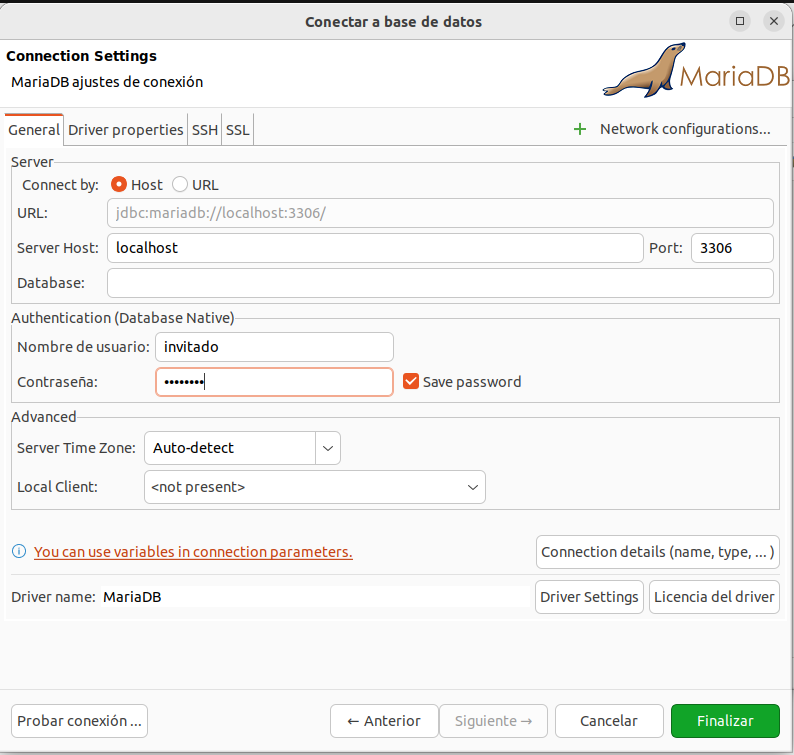 Conectar a base de datos
Connection Settings
MariaDB ajustes de conexión
MariaDB
General Driver properties SSH SSL + Network configurations...
Server
Connect by: Host URL
URL: jdbc:mariadb://localhost:3306/
Server Host: localhost Port: 3306
Database:
Authentication (Database Native)
Nombre de usuario: invitado
Contraseña: •••••••• Save password
Advanced
Server Time Zone: Auto-detect
Local Client: <not present>
You can use variables in connection parameters. Connection details (name, type, ... )
Driver name: MariaDB Driver Settings Licencia del driver
Probar conexión ... ← Anterior Siguiente → Cancelar Finalizar